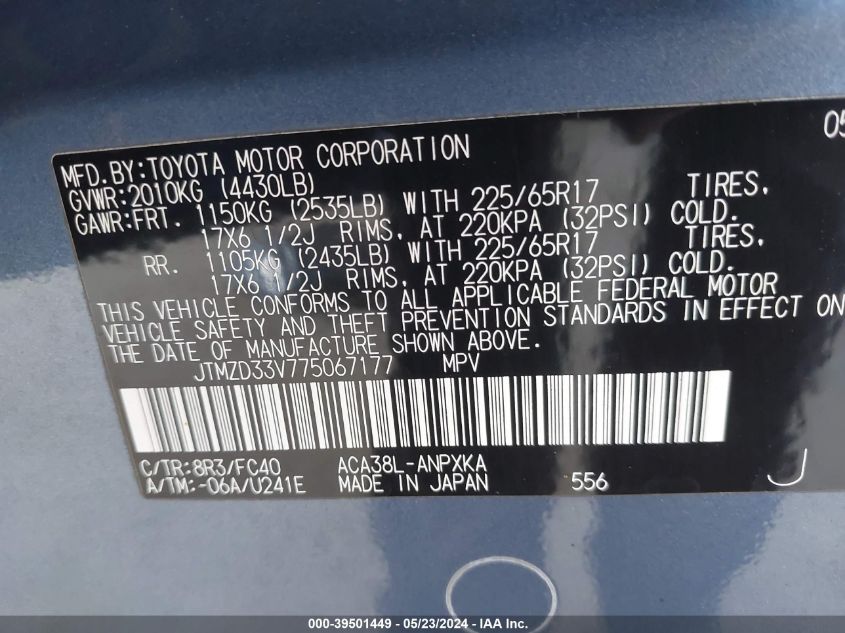 05
MFD.BY:TOYOTA MOTOR CORPORATION
GVWR:2010KG (4430LB)
GAWR:FRT. 1150KG (2535LB) WITH 225/65R17 TIRES,
17X6 1/2J RIMS, AT 220KPA (32PSI) COLD.
RR. 1105KG (2435LB) WITH 225/65R17 TIRES,
17X6 1/2J RIMS, AT 220KPA (32PSI) COLD.
THIS VEHICLE CONFORMS TO ALL APPLICABLE FEDERAL MOTOR
VEHICLE SAFETY AND THEFT PREVENTION STANDARDS IN EFFECT ON
THE DATE OF MANUFACTURE SHOWN ABOVE.
JTMZD33V775067177 MPV
C/TR:8R3/FC40 ACA38L-ANPXKA
A/TM:-06A/U241E MADE IN JAPAN 556 J
000-39501449 • 05/23/2024 • IAA Inc.